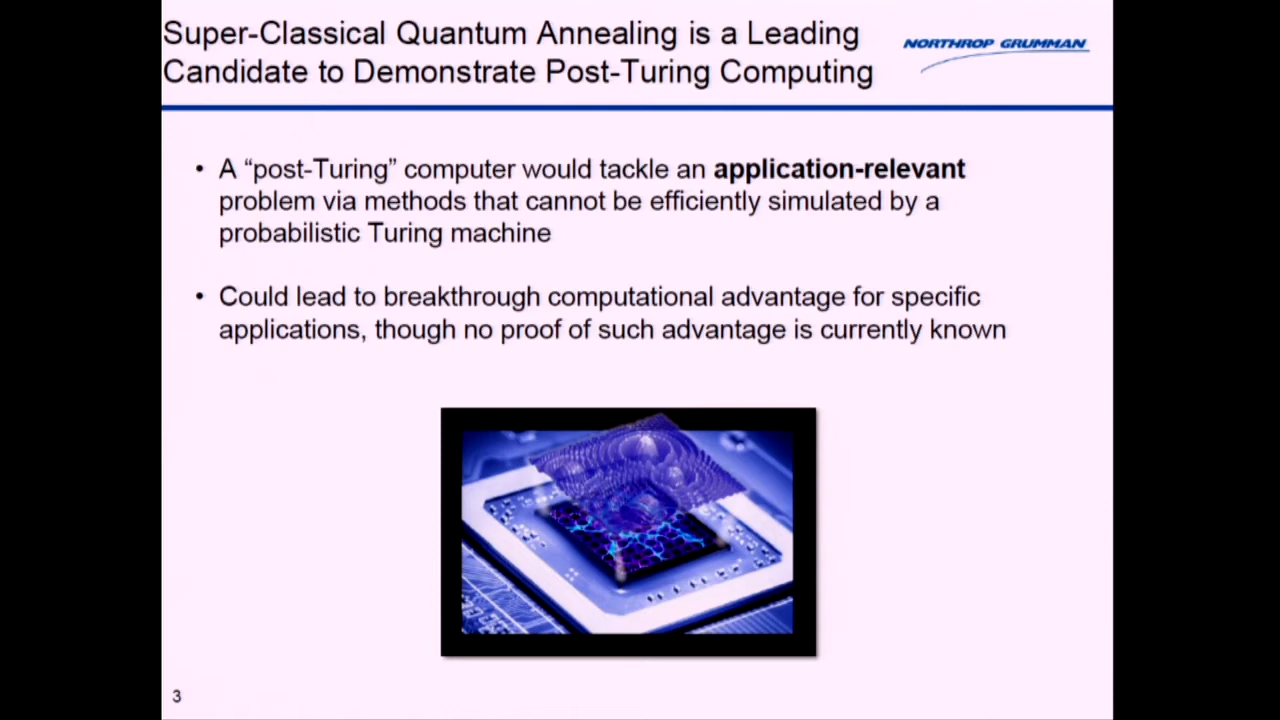 Super-Classical Quantum Annealing is a Leading
Candidate to Demonstrate Post-Turing Computing
NORTHROP GRUMMAN
• A “post-Turing” computer would tackle an application-relevant
problem via methods that cannot be efficiently simulated by a
probabilistic Turing machine
• Could lead to breakthrough computational advantage for specific
applications, though no proof of such advantage is currently known
3